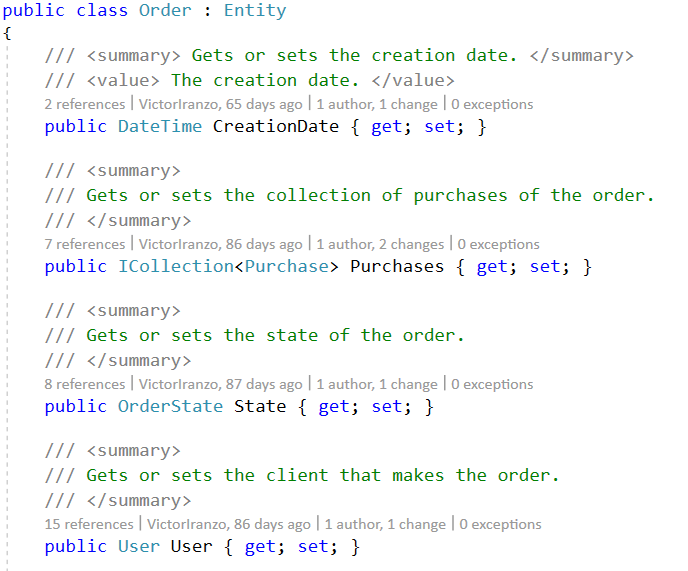 public class Order : Entity
{
/// <summary> Gets or sets the creation date. </summary>
/// <value> The creation date. </value>
2 references | VictorIranzo, 65 days ago | 1 author, 1 change | 0 exceptions
public DateTime CreationDate { get; set; }
/// <summary>
/// Gets or sets the collection of purchases of the order.
/// </summary>
7 references | VictorIranzo, 86 days ago | 1 author, 2 changes | 0 exceptions
public ICollection<Purchase> Purchases { get; set; }
/// <summary>
/// Gets or sets the state of the order.
/// </summary>
8 references | VictorIranzo, 87 days ago | 1 author, 1 change | 0 exceptions
public OrderState State { get; set; }
/// <summary>
/// Gets or sets the client that makes the order.
/// </summary>
15 references | VictorIranzo, 86 days ago | 1 author, 1 change | 0 exceptions
public User User { get; set; }